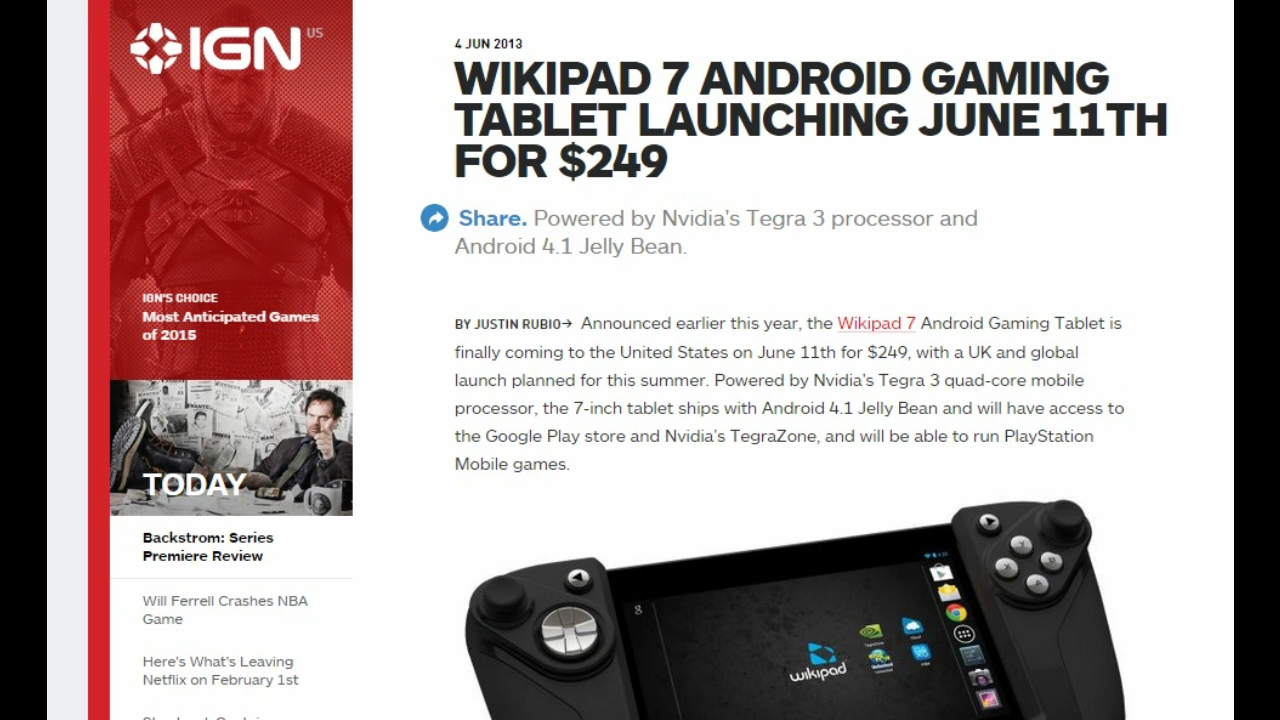 IGN US
IGN'S CHOICE
Most Anticipated Games
of 2015
TODAY
Backstrom: Series
Premiere Review
Will Ferrell Crashes NBA
Game
Here's What's Leaving
Netflix on February 1st
4 JUN 2013
WIKIPAD 7 ANDROID GAMING
TABLET LAUNCHING JUNE 11TH
FOR $249
Share. Powered by Nvidia's Tegra 3 processor and
Android 4.1 Jelly Bean.
BY JUSTIN RUBIO→ Announced earlier this year, the Wikipad 7 Android Gaming Tablet is
finally coming to the United States on June 11th for $249, with a UK and global
launch planned for this summer. Powered by Nvidia's Tegra 3 quad-core mobile
processor, the 7-inch tablet ships with Android 4.1 Jelly Bean and will have access to
the Google Play store and Nvidia's TegraZone, and will be able to run PlayStation
Mobile games.
g
wikipad
Y
X
B
A